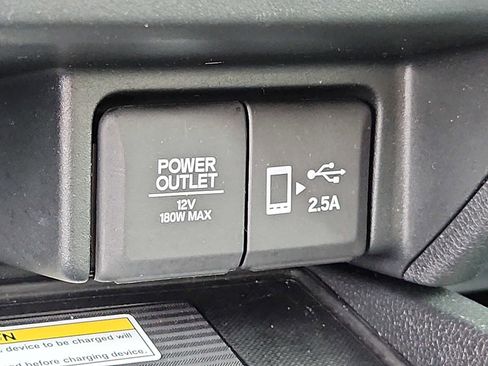 POWER
OUTLET
12V
180W MAX
2.5A
device to be charged will
before charging device.